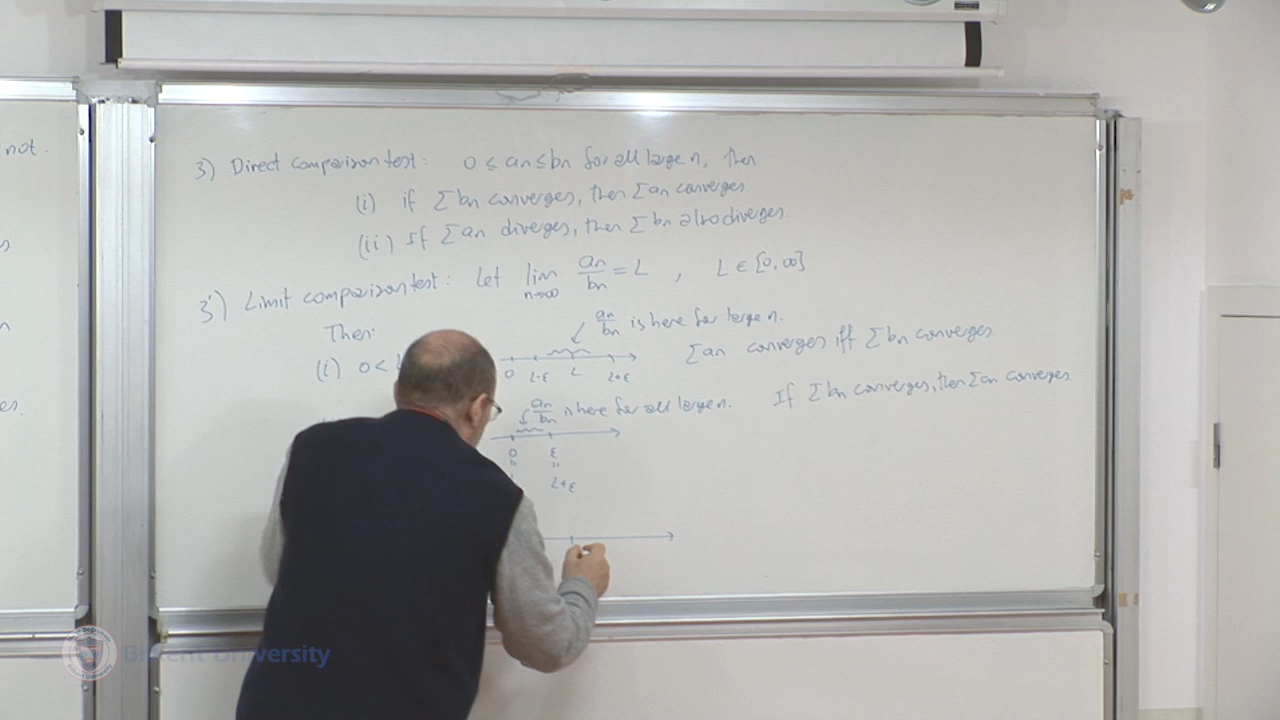 not.
3) Direct comparison test: 0 ≤ an ≤ bn for all large n, then
(i) if Σ bn converges, then Σ an converges.
(ii) If Σ an diverges, then Σ bn also diverges.
3') Limit comparison test: Let lim n→∞ an/bn = L , L ∈ [0,∞]
Then: an/bn is here for large n.
(i) 0 < L
0 L-ε L L+ε
Σ an converges iff Σ bn converges.
an/bn is here for all large n. If Σ bn converges, then Σ an converges.
0 ε
" "
L+ε
Bilkent University